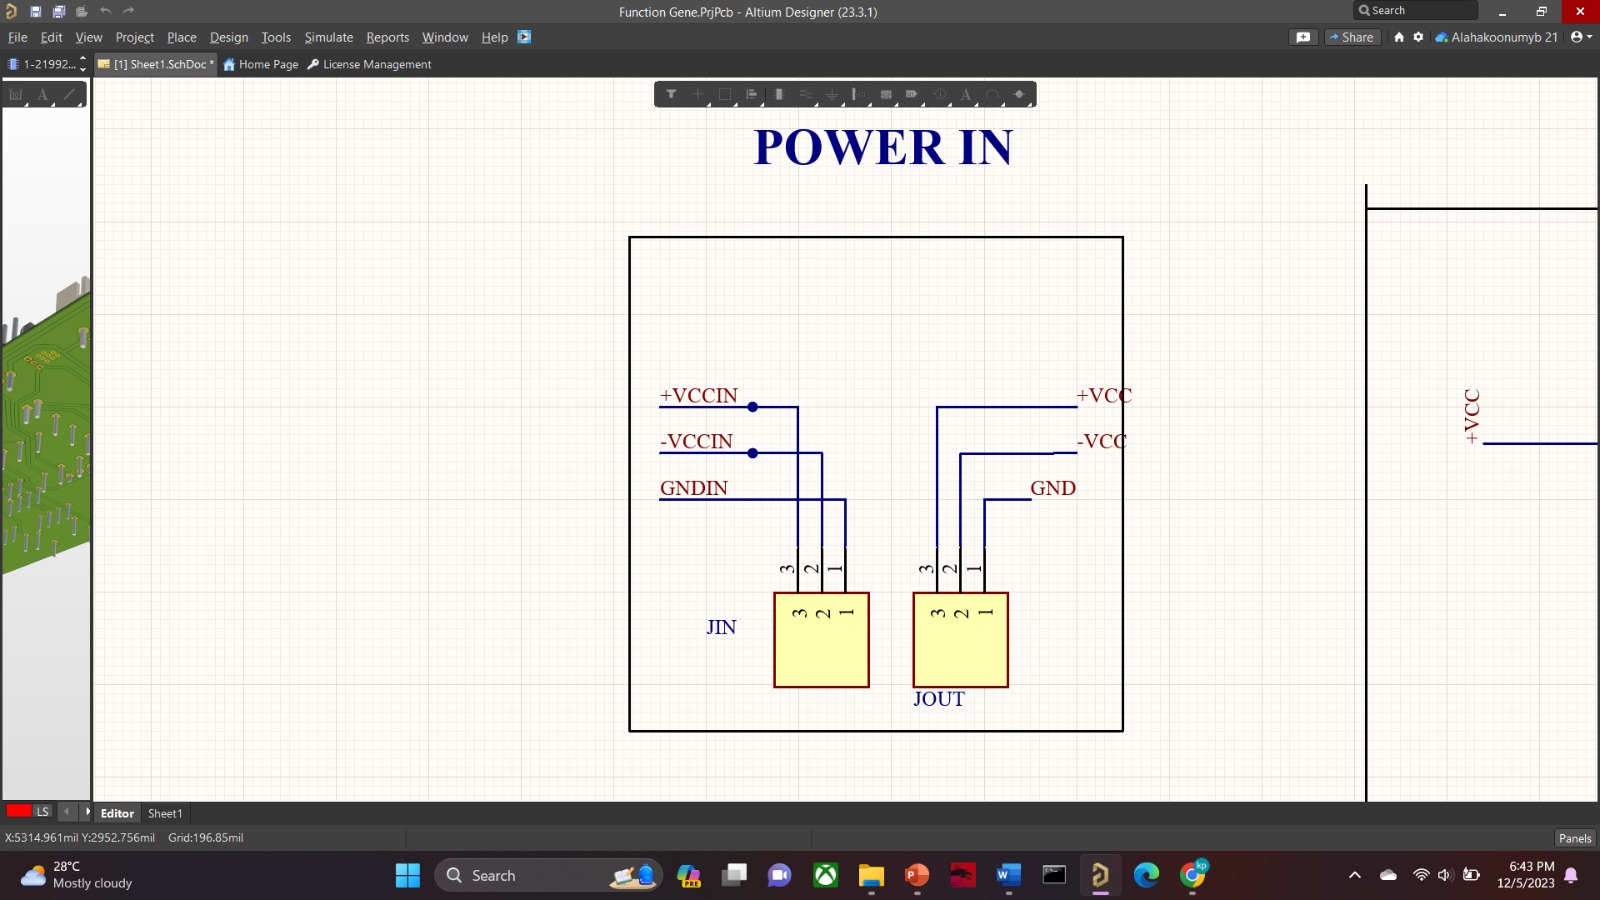 Function Gene.PrjPcb - Altium Designer (23.3.1)
Search
File Edit View Project Place Design Tools Simulate Reports Window Help
Share
Alahakoonumyb 21
1-21992...
[1] Sheet1.SchDoc *
Home Page
License Management
POWER IN
+VCCIN
-VCCIN
GNDIN
+VCC
-VCC
GND
+VCC
3 2 1
3 2 1
3 2 1
3 2 1
JIN
JOUT
LS
Editor
Sheet1
X:5314.961mil Y:2952.756mil Grid:196.85mil
Panels
28°C
Mostly cloudy
Search
PRE
kp
6:43 PM
12/5/2023